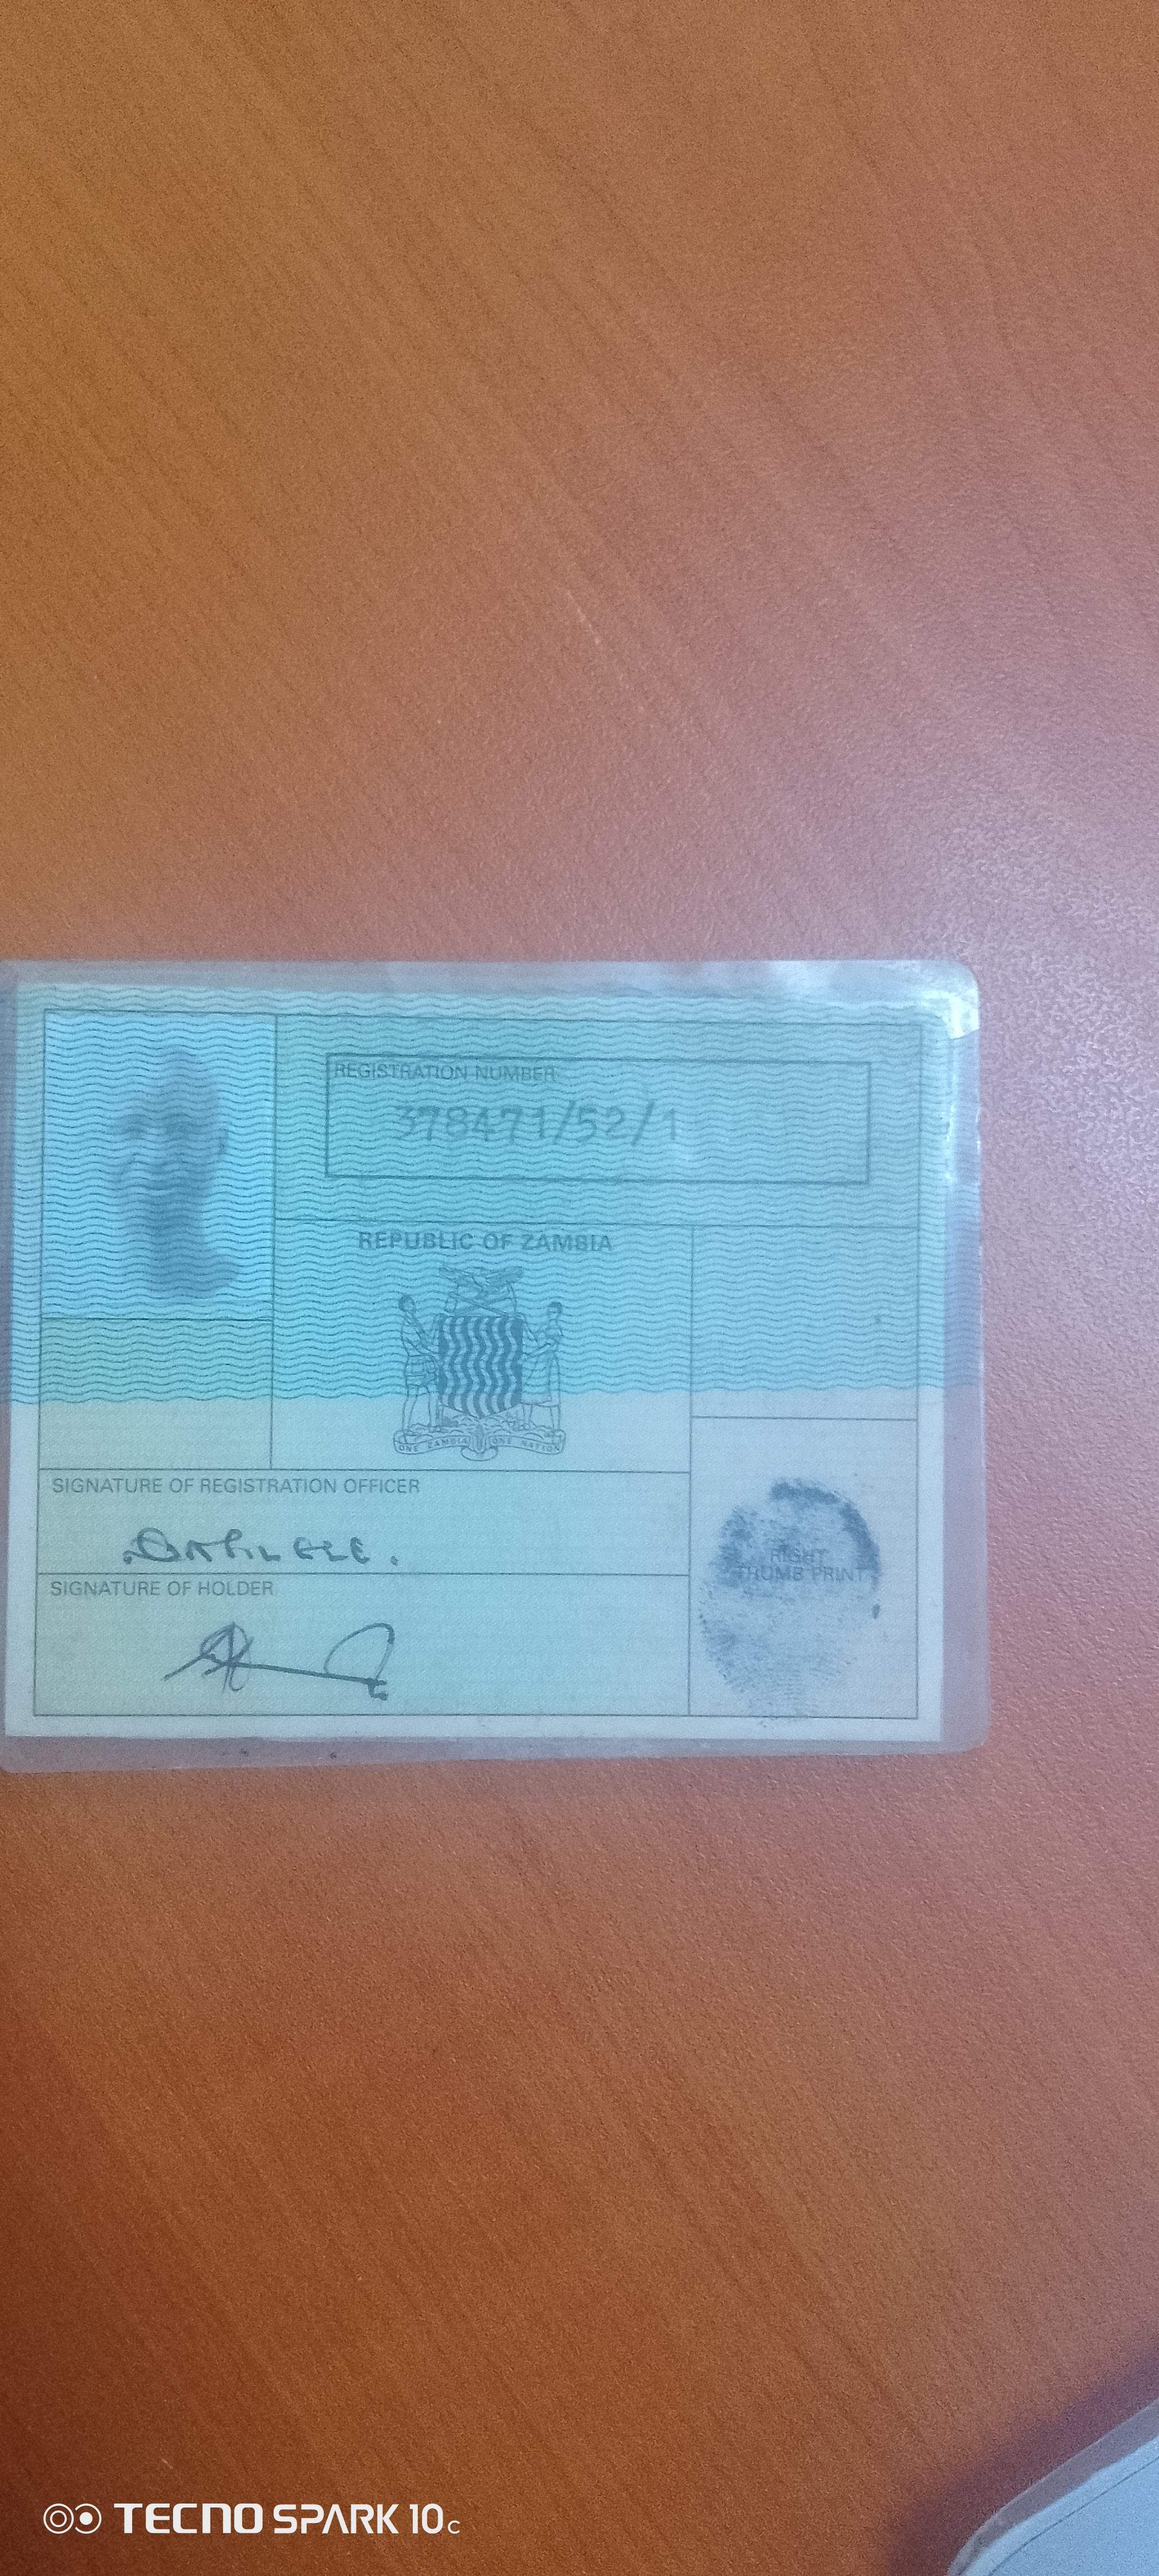 REGISTRATION NUMBER
378471/52/1
REPUBLIC OF ZAMBIA
ONE ZAMBIA ONE NATION
SIGNATURE OF REGISTRATION OFFICER
SIGNATURE OF HOLDER
RIGHT
THUMB PRINT
TECNO SPARK 10C